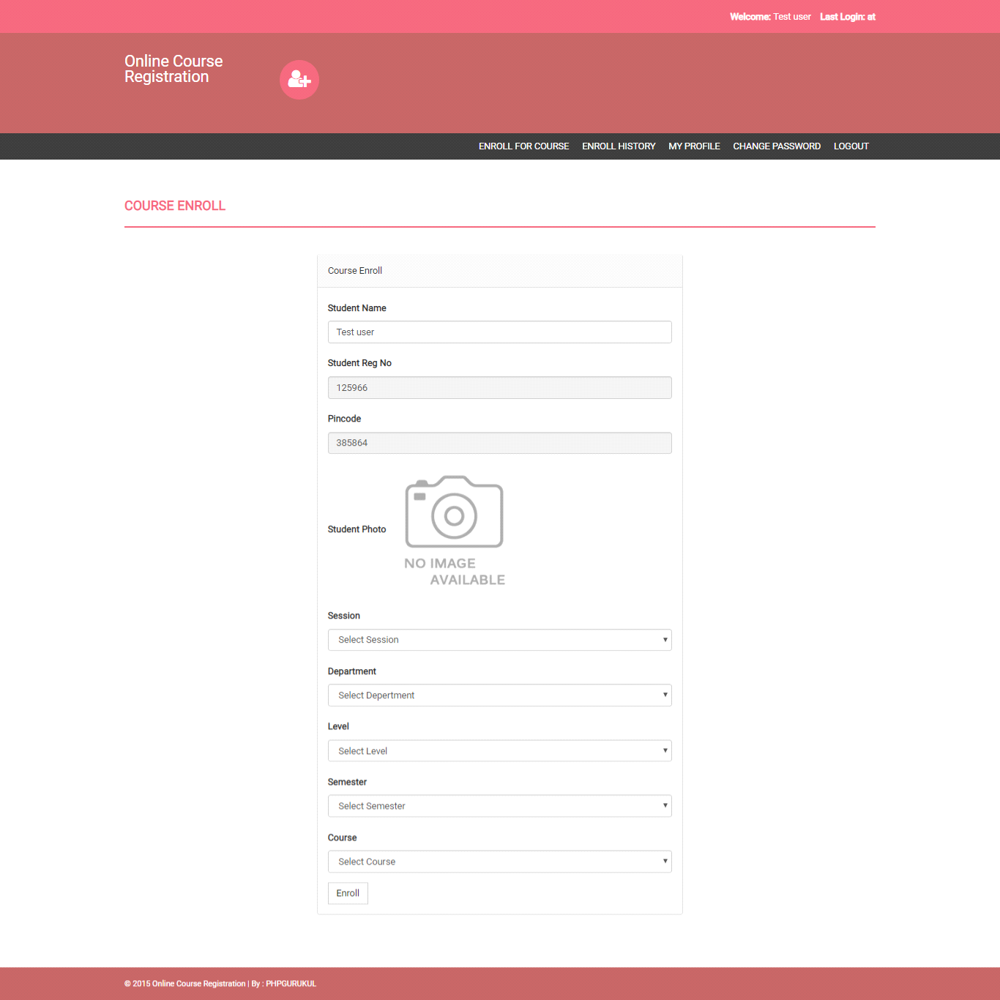 Welcome: Test user Last Login: at
Online Course
Registration
ENROLL FOR COURSE ENROLL HISTORY MY PROFILE CHANGE PASSWORD LOGOUT
COURSE ENROLL
Course Enroll
Student Name
Test user
Student Reg No
125966
Pincode
385864
Student Photo
NO IMAGE
AVAILABLE
Session
Select Session
Department
Select Depertment
Level
Select Level
Semester
Select Semester
Course
Select Course
Enroll
© 2015 Online Course Registration | By : PHPGURUKUL